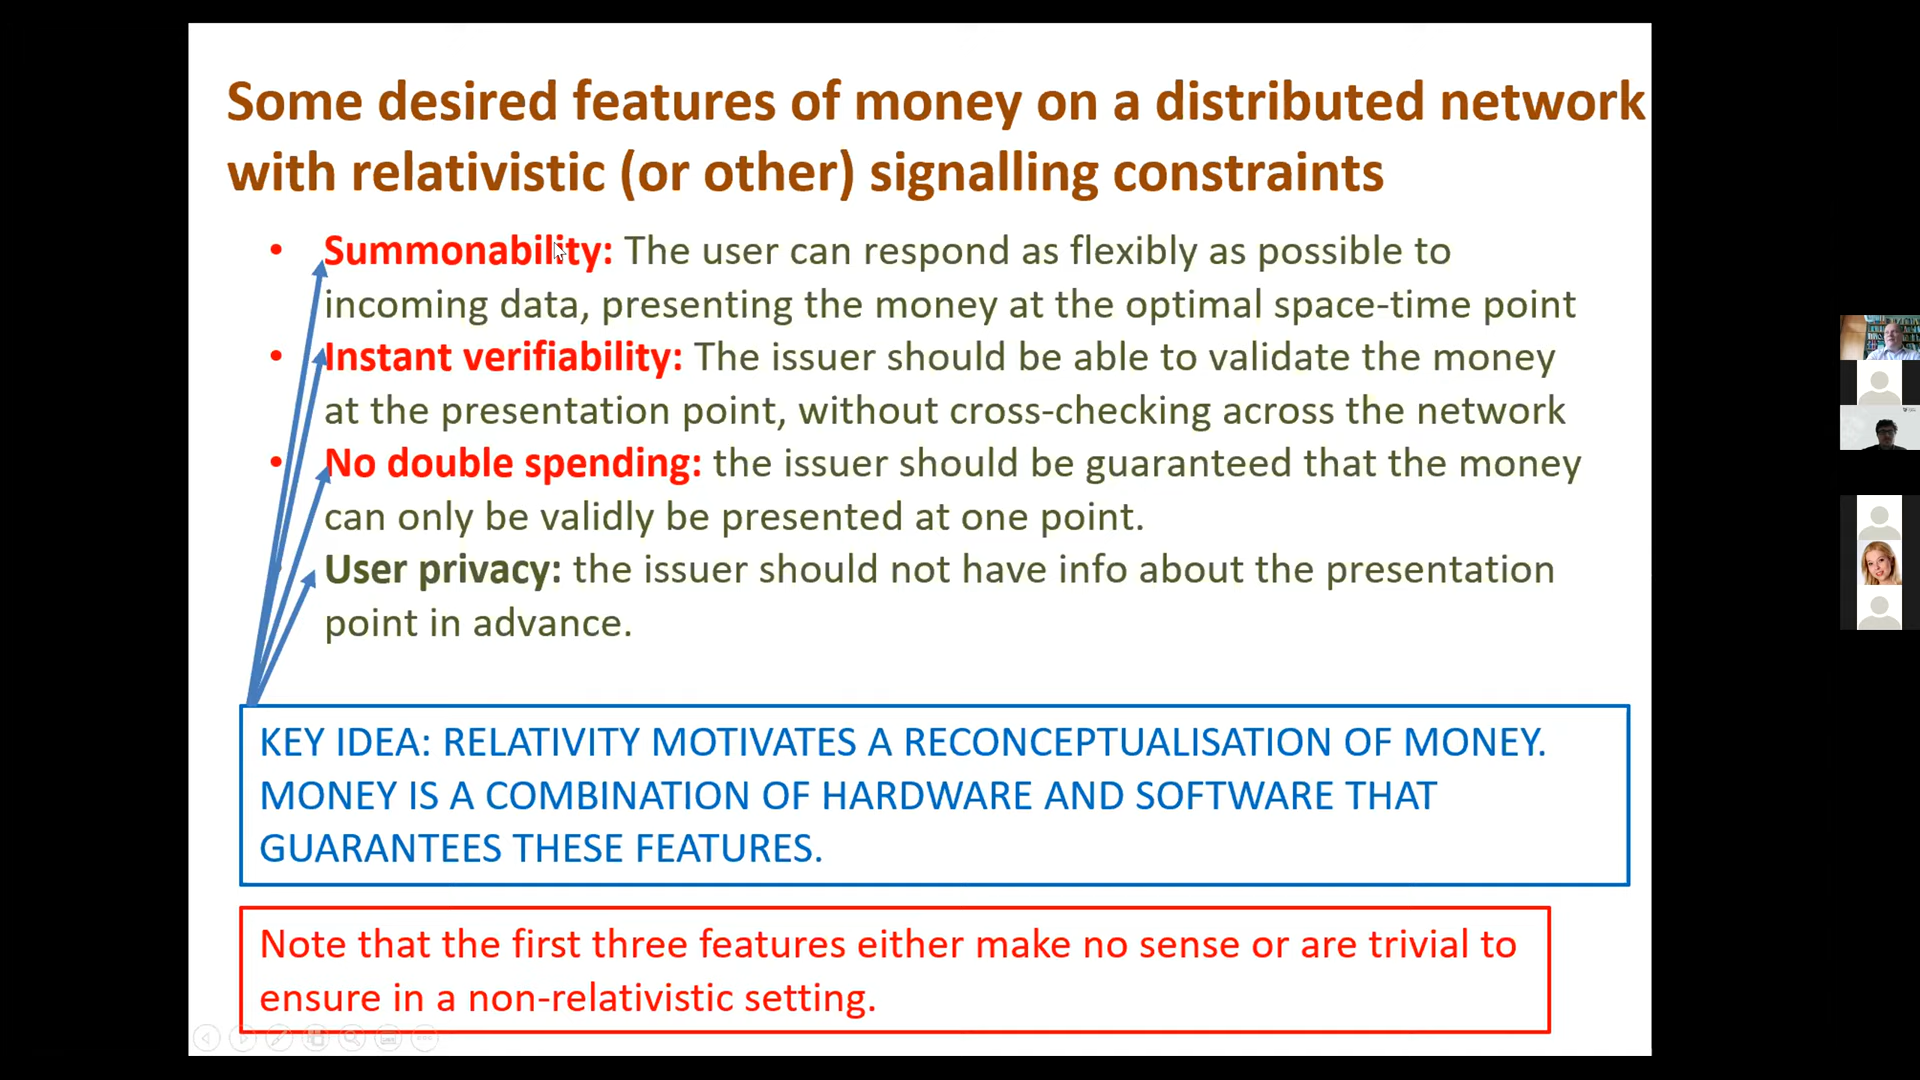 Some desired features of money on a distributed network
with relativistic (or other) signalling constraints
• Summonability: The user can respond as flexibly as possible to
incoming data, presenting the money at the optimal space-time point
• Instant verifiability: The issuer should be able to validate the money
at the presentation point, without cross-checking across the network
• No double spending: the issuer should be guaranteed that the money
can only be validly be presented at one point.
User privacy: the issuer should not have info about the presentation
point in advance.
KEY IDEA: RELATIVITY MOTIVATES A RECONCEPTUALISATION OF MONEY.
MONEY IS A COMBINATION OF HARDWARE AND SOFTWARE THAT
GUARANTEES THESE FEATURES.
Note that the first three features either make no sense or are trivial to
ensure in a non-relativistic setting.